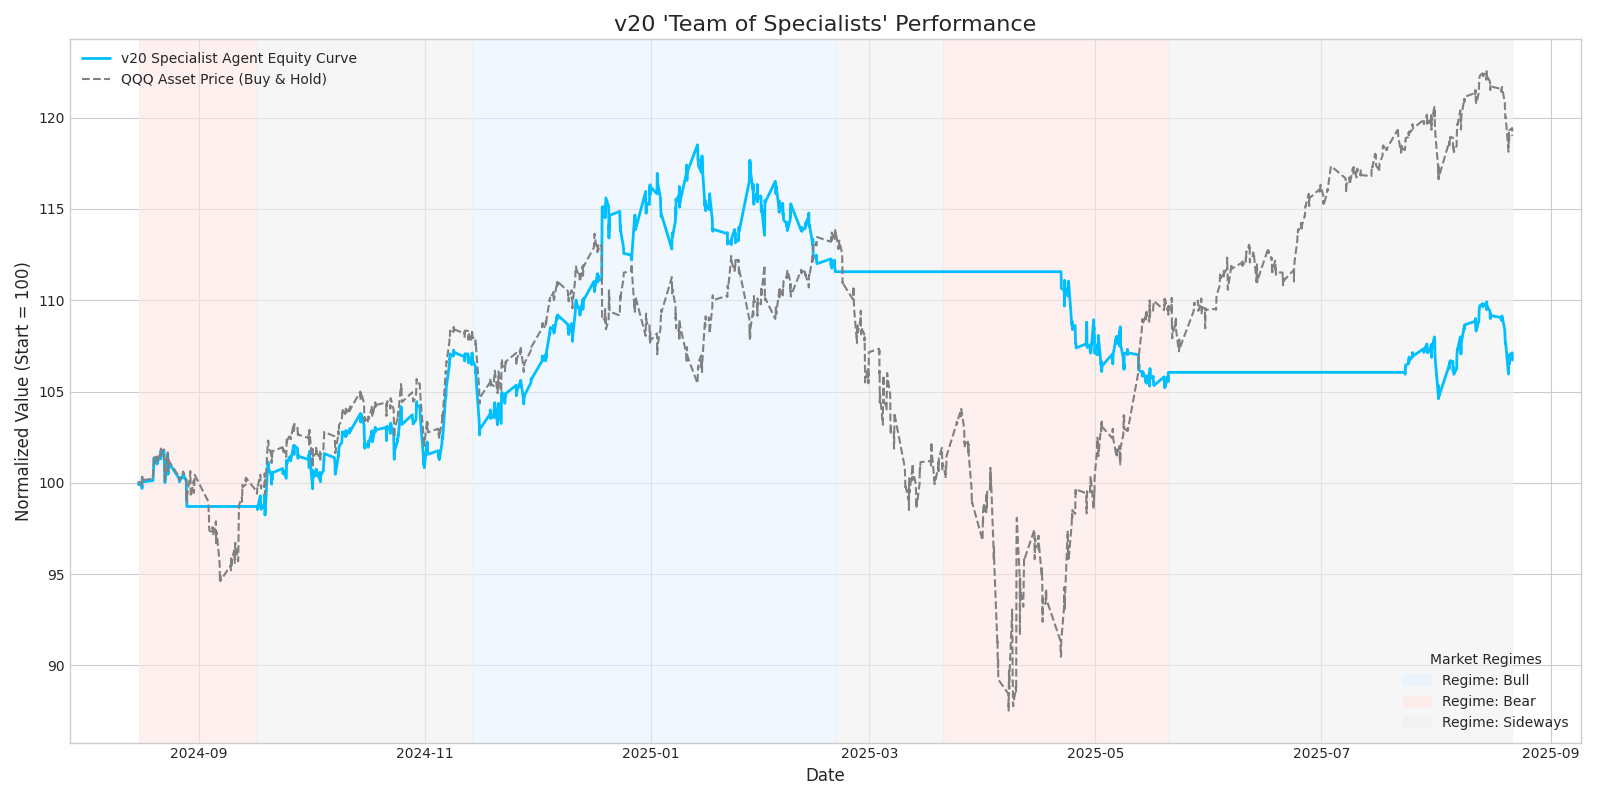 v20 'Team of Specialists' Performance
v20 Specialist Agent Equity Curve
QQQ Asset Price (Buy & Hold)
Normalized Value (Start = 100)
120
115
110
105
100
95
90
Market Regimes
Regime: Bull
Regime: Bear
Regime: Sideways
2024-09
2024-11
2025-01
2025-03
2025-05
2025-07
2025-09
Date